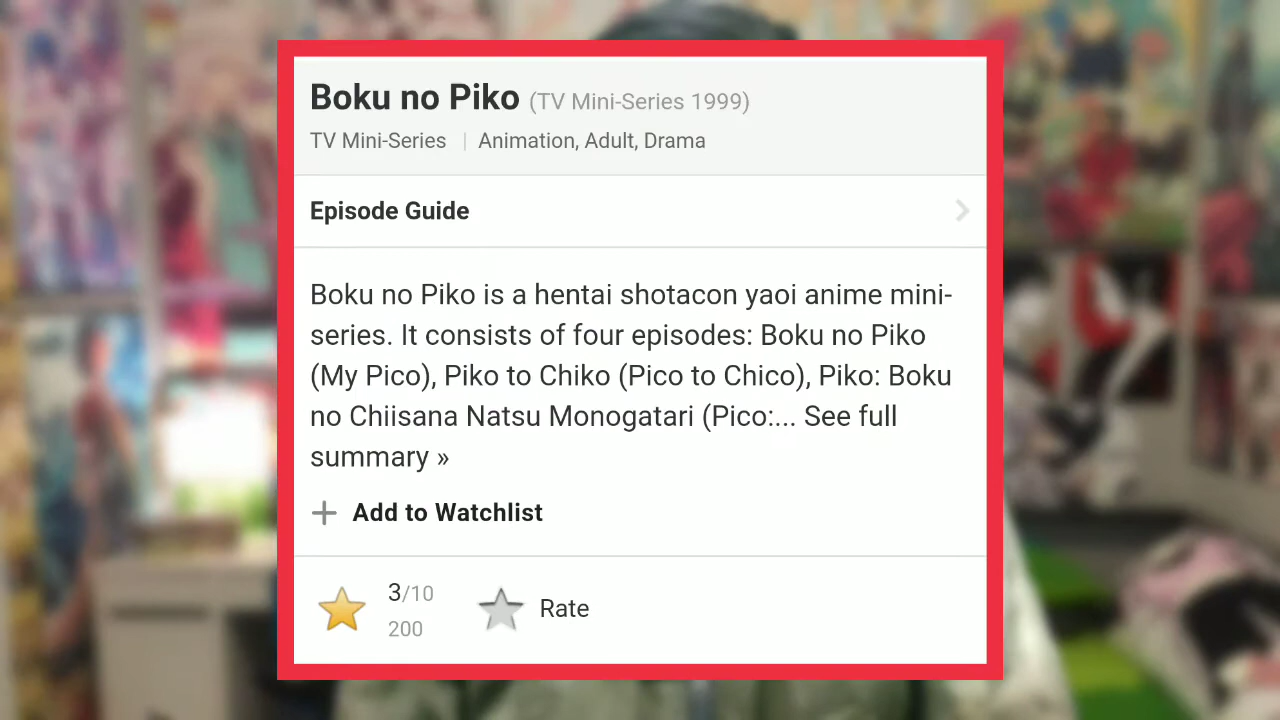 Boku no Piko (TV Mini-Series 1999)
TV Mini-Series | Animation, Adult, Drama
Episode Guide
Boku no Piko is a hentai shotacon yaoi anime mini-
series. It consists of four episodes: Boku no Piko
(My Pico), Piko to Chiko (Pico to Chico), Piko: Boku
no Chiisana Natsu Monogatari (Pico:... See full
summary »
Add to Watchlist
3/10
200
Rate